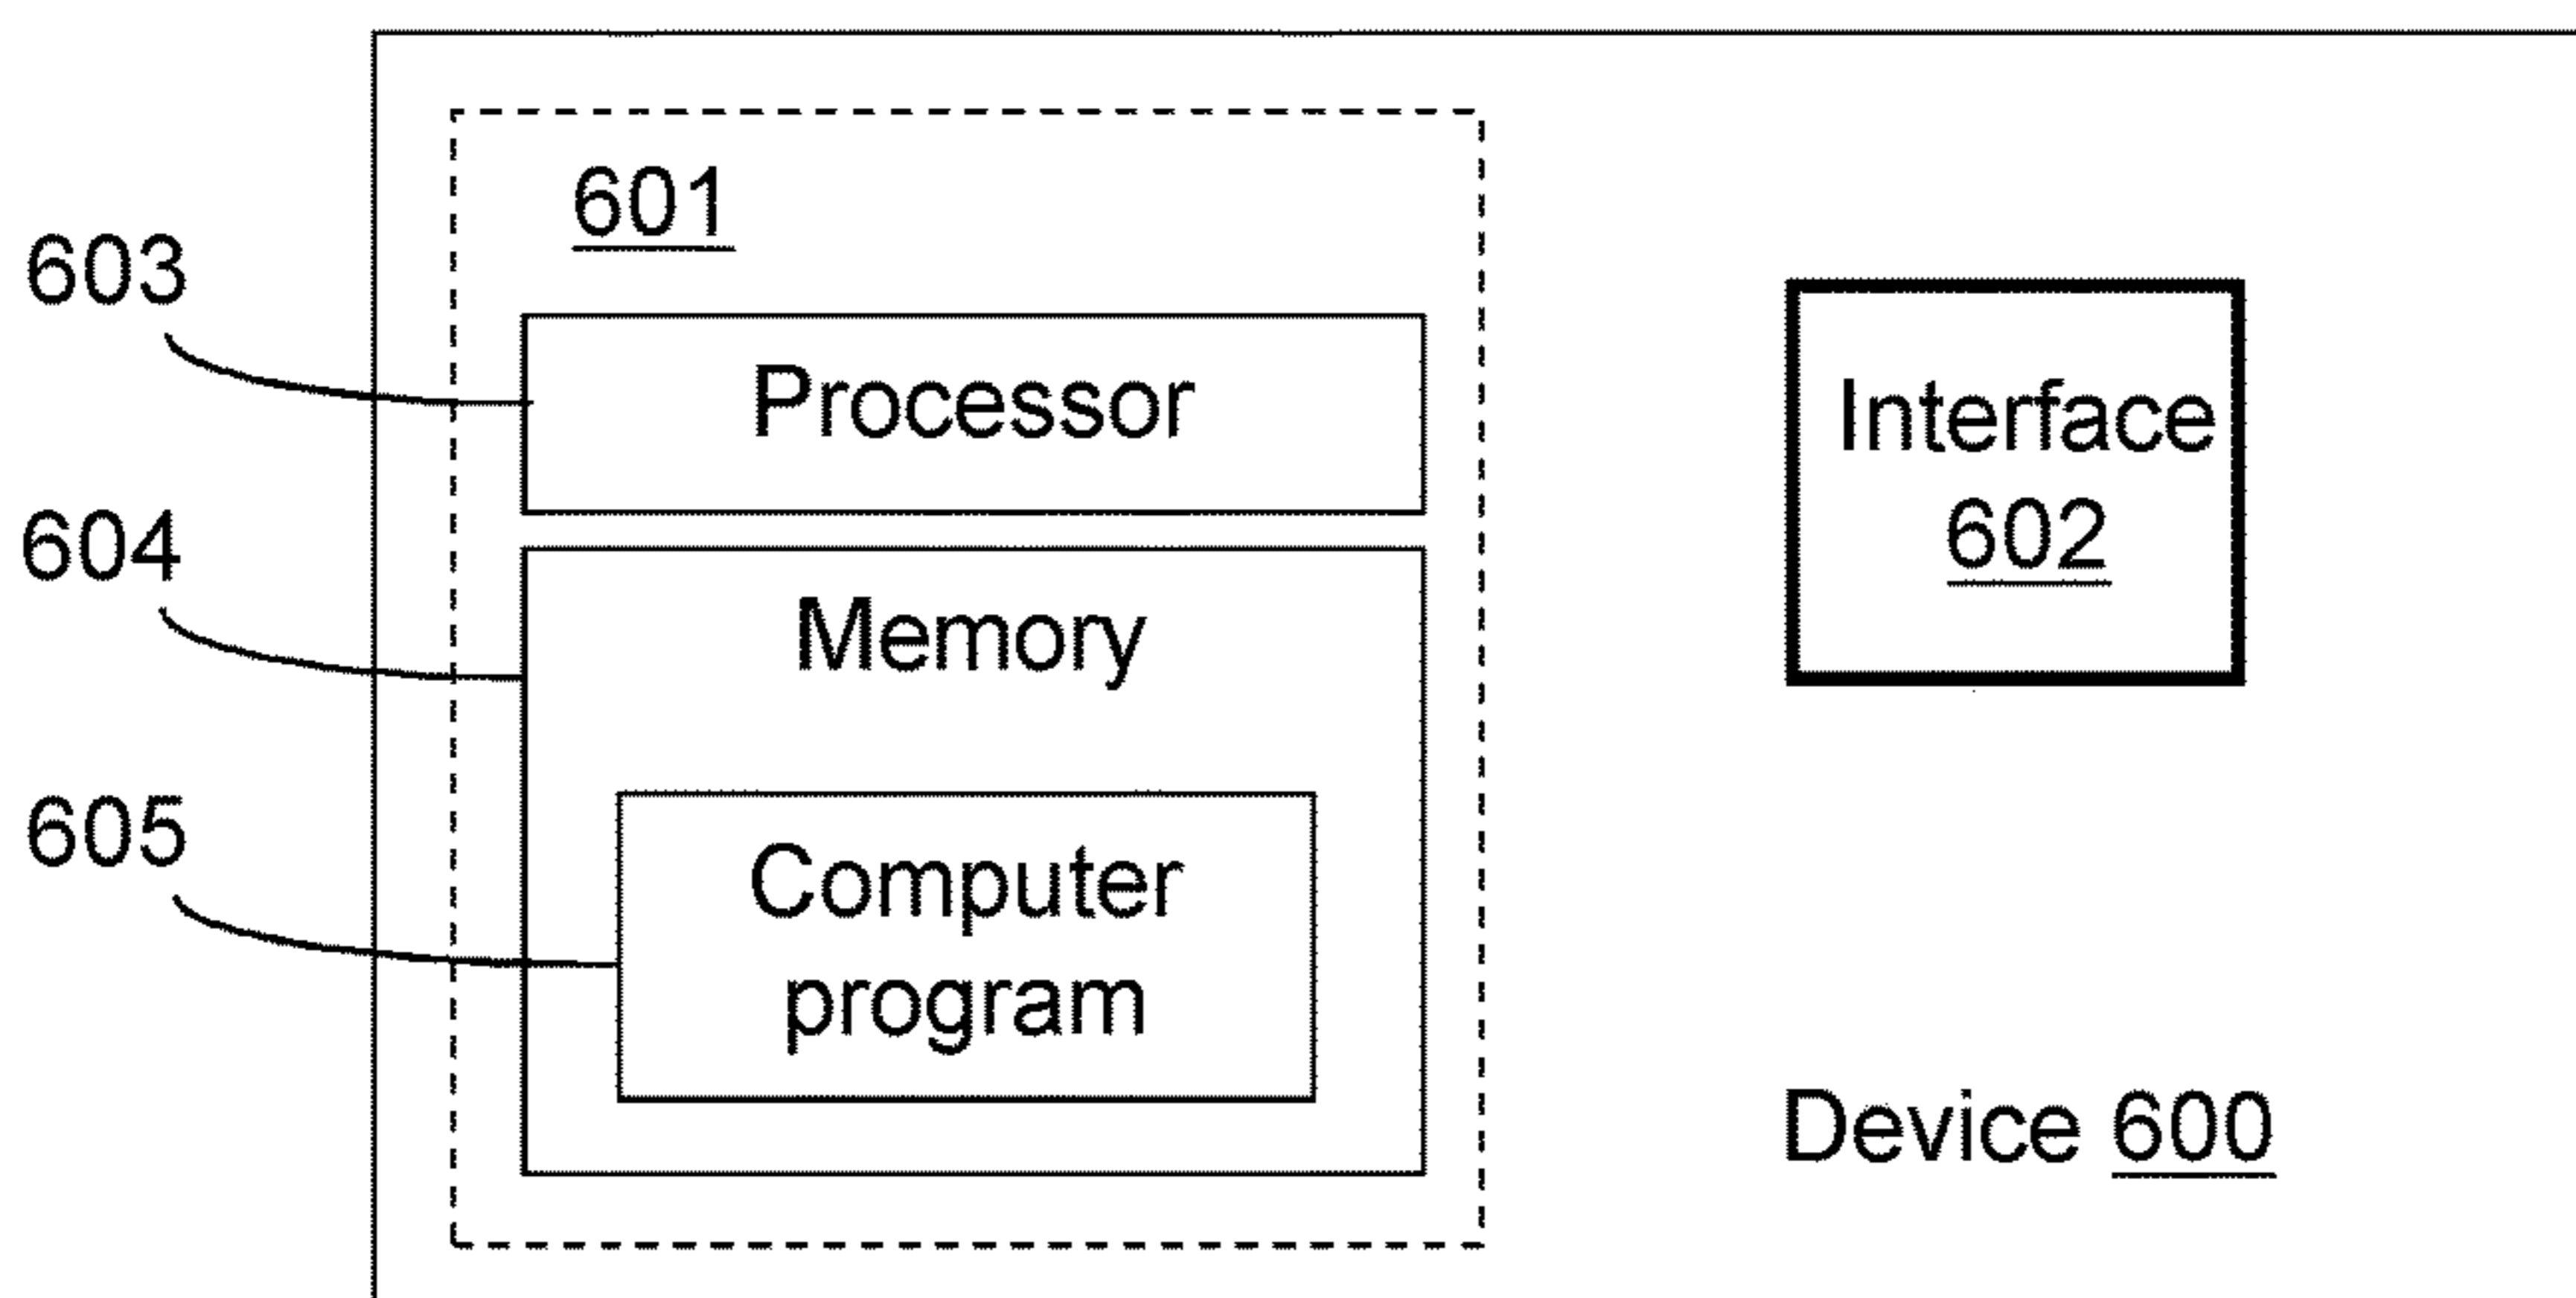 601
603
Processor
Interface
602
604
Memory
605
Computer
program
Device 600